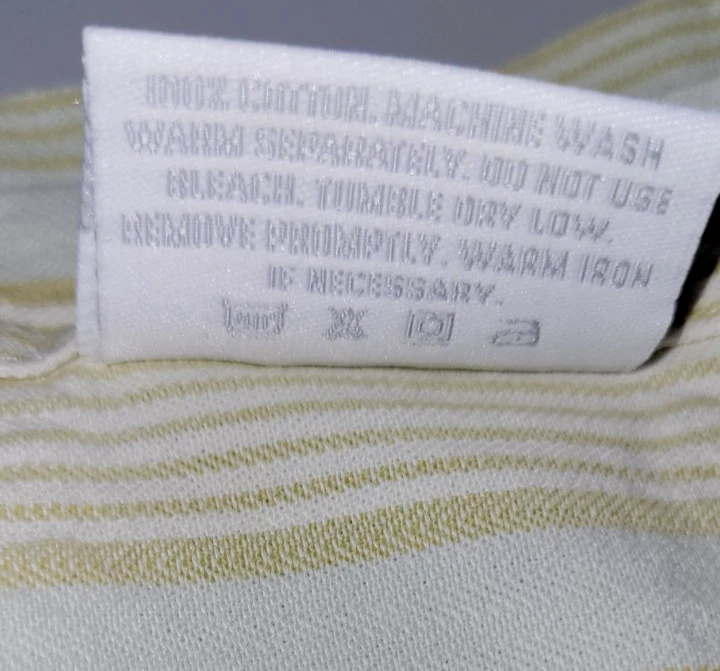 100% COTTON. MACHINE WASH
WARM SEPARATELY. DO NOT USE
BLEACH. TUMBLE DRY LOW.
REMOVE PROMPTLY. WARM IRON
IF NECESSARY.